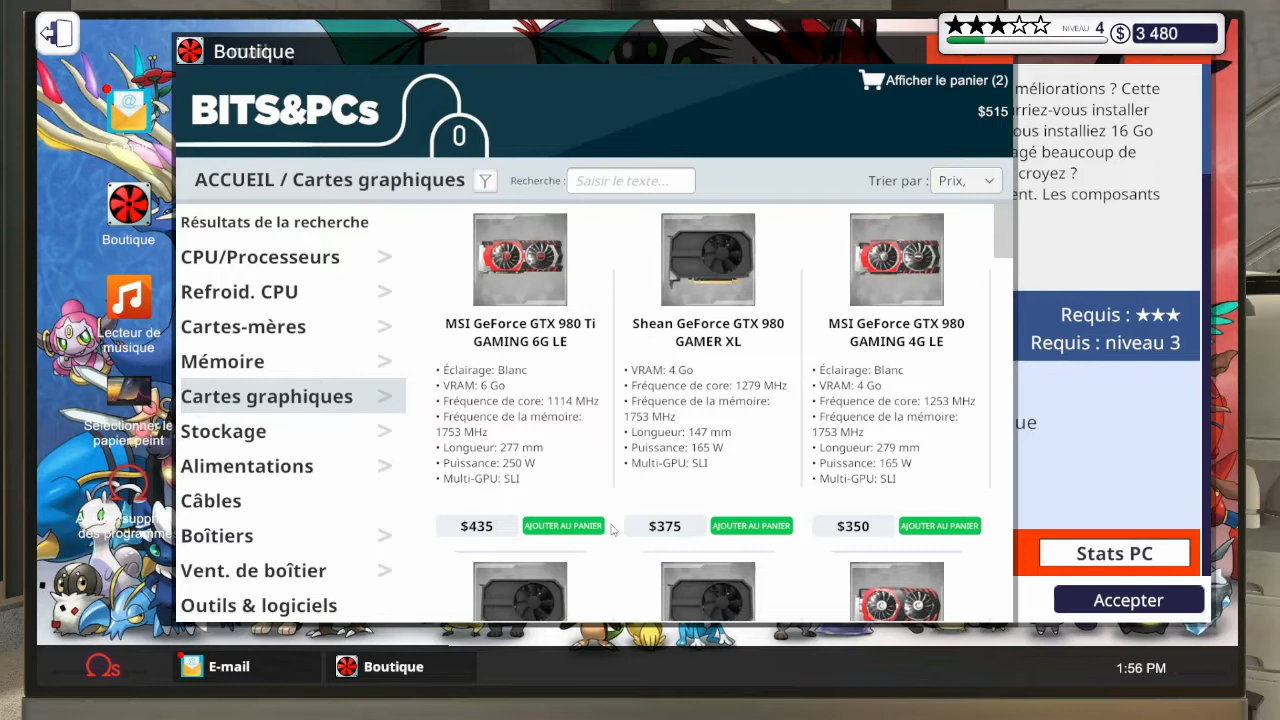 Boutique
NIVEAU 4
$ 3 480
BITS&PCs
Afficher le panier (2)
$515
ACCUEIL / Cartes graphiques
Recherche :
Saisir le texte...
Trier par :
Prix,
Résultats de la recherche
CPU/Processeurs
Refroid. CPU
Cartes-mères
Mémoire
Cartes graphiques
Stockage
Alimentations
Câbles
Boîtiers
Vent. de boîtier
Outils & logiciels
MSI GeForce GTX 980 Ti
GAMING 6G LE
• Éclairage: Blanc
• VRAM: 6 Go
• Fréquence de core: 1114 MHz
• Fréquence de la mémoire:
1753 MHz
• Longueur: 277 mm
• Puissance: 250 W
• Multi-GPU: SLI
$435
AJOUTER AU PANIER
Shean GeForce GTX 980
GAMER XL
• VRAM: 4 Go
• Fréquence de core: 1279 MHz
• Fréquence de la mémoire:
1753 MHz
• Longueur: 147 mm
• Puissance: 165 W
• Multi-GPU: SLI
$375
AJOUTER AU PANIER
MSI GeForce GTX 980
GAMING 4G LE
• Éclairage: Blanc
• VRAM: 4 Go
• Fréquence de core: 1253 MHz
• Fréquence de la mémoire:
1753 MHz
• Longueur: 279 mm
• Puissance: 165 W
• Multi-GPU: SLI
$350
AJOUTER AU PANIER
méliorations ? Cette
rriez-vous installer
ous installiez 16 Go
agé beaucoup de
croyez ?
ent. Les composants
Requis : ★★★
Requis : niveau 3
ue
Stats PC
Accepter
E-mail
Boutique
Lecteur de
musique
Sélectionner le
papier peint
des programme
Ωs
E-mail
Boutique
1:56 PM